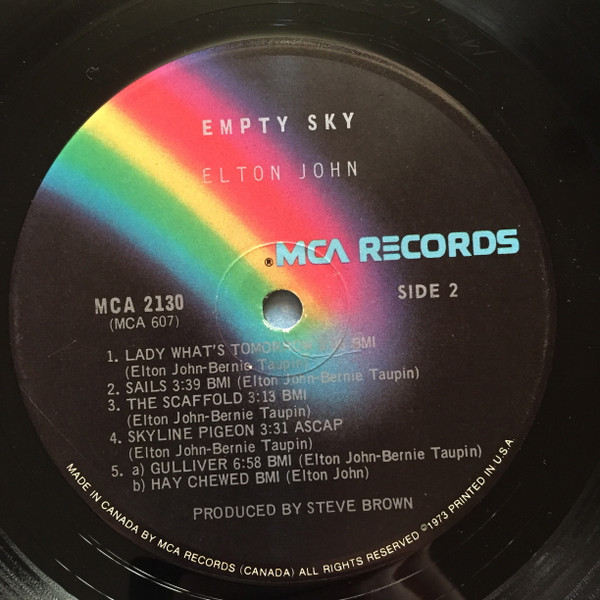 EMPTY SKY
ELTON JOHN
® MCA RECORDS
MCA 2130
(MCA 607)
SIDE 2
1. LADY WHAT'S BMI
(Elton John-Bernie Taupin)
2. SAILS 3:39 BMI (Elton John-Bernie Taupin)
3. THE SCAFFOLD 3:13 BMI
(Elton John-Bernie Taupin)
4. SKYLINE PIGEON 3:31 ASCAP
(Elton John-Bernie Taupin)
5. a) GULLIVER 6:58 BMI (Elton John-Bernie Taupin)
b) HAY CHEWED BMI (Elton John)
PRODUCED BY STEVE BROWN
MADE IN CANADA BY MCA RECORDS (CANADA) ALL RIGHTS RESERVED ©1973 PRINTED IN U.S.A.